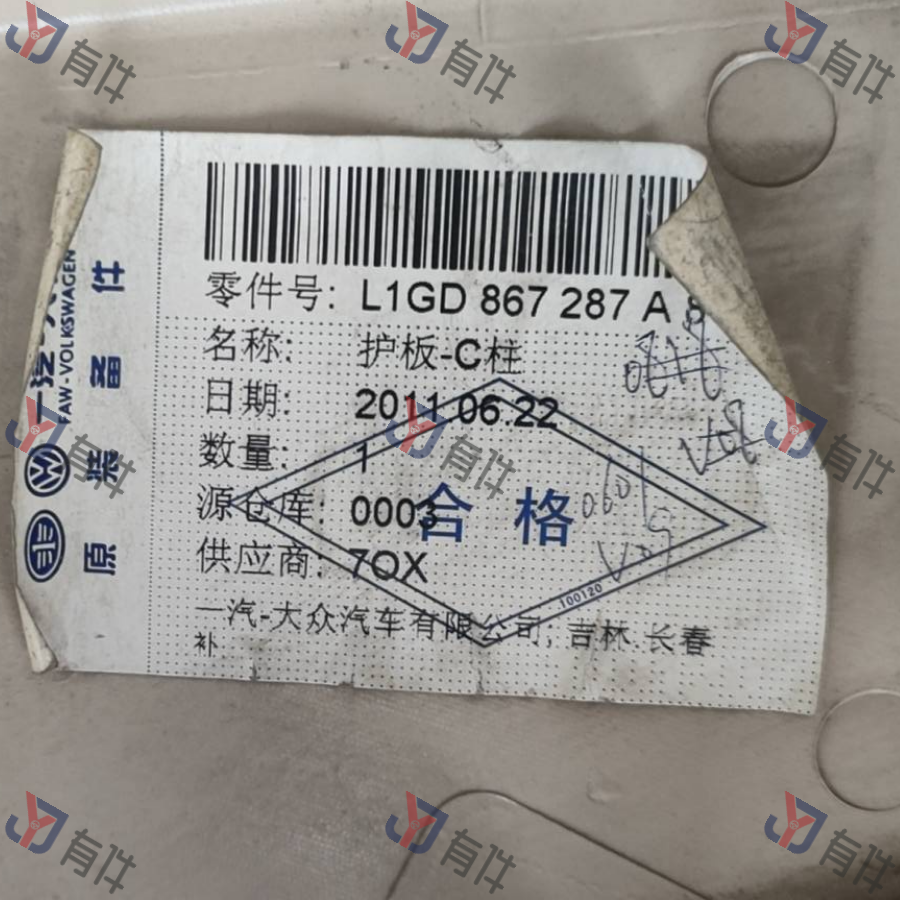 零件号: L1GD 867 287 A
名称: 护板-C柱
日期: 2011.06.22
数量: 1
源仓库: 0003
供应商: 7QX
一汽-大众汽车有限公司, 吉林.长春
补
合格
100120
FAW-VOLKSWAGEN
原装备件
有件
有件
有件
有件
有件
有件
有件
有件
有件